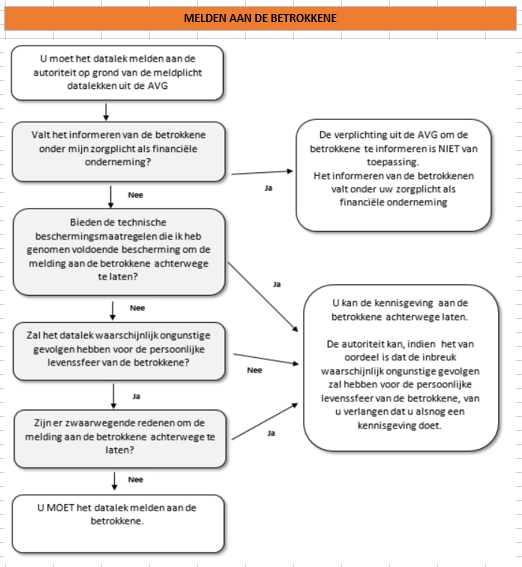 MELDEN AAN DE BETROKKENE
U moet het datalek melden aan de
autoriteit op grond van de meldplicht
datalekken uit de AVG
Valt het informeren van de betrokkene
onder mijn zorgplicht als financiële
onderneming?
Ja
De verplichting uit de AVG om de
betrokkene te informeren is NIET van
toepassing.
Het informeren van de betrokkenen
valt onder uw zorgplicht als
financiële onderneming
Nee
Bieden de technische
beschermingsmaatregelen die ik heb
genomen voldoende bescherming om de
melding aan de betrokkene achterwege
te laten?
Ja
Nee
U kan de kennisgeving aan de
betrokkene achterwege laten.
De autoriteit kan, indien het van
oordeel is dat de inbreuk
waarschijnlijk ongunstige gevolgen
zal hebben voor de persoonlijke
levenssfeer van de betrokkene, van
u verlangen dat u alsnog een
kennisgeving doet.
Zal het datalek waarschijnlijk ongunstige
gevolgen hebben voor de persoonlijke
levenssfeer van de betrokkene?
Nee
Ja
Zijn er zwaarwegende redenen om de
melding aan de betrokkene achterwege te
laten?
Ja
Nee
U MOET het datalek melden aan de
betrokkene.